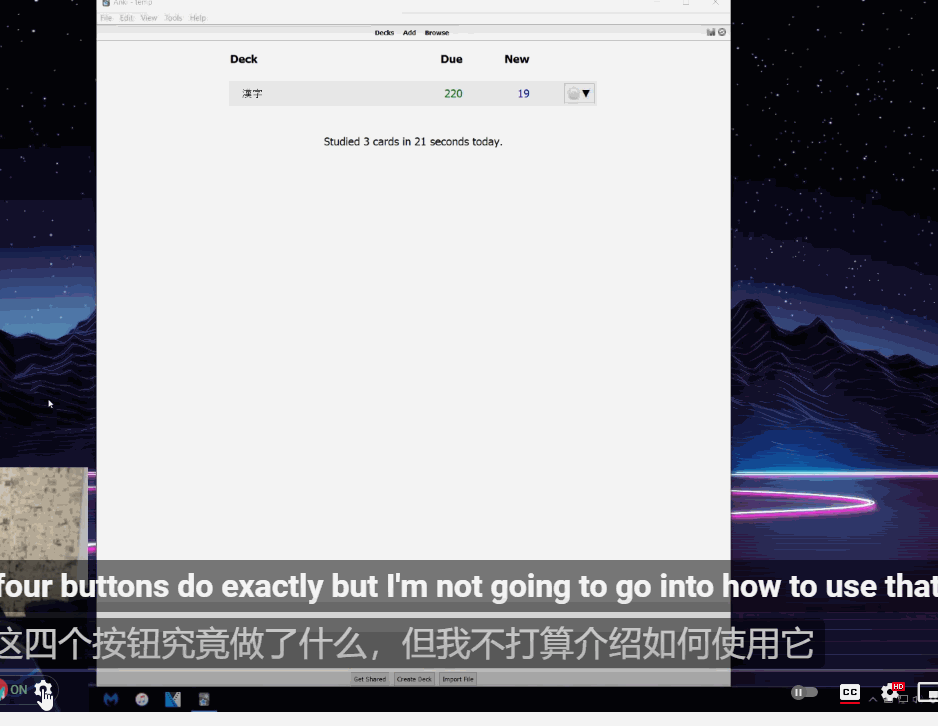 Anki - temp
File Edit View Tools Help
Decks Add Browse
Deck Due New
漢字 220 19
Studied 3 cards in 21 seconds today.
four buttons do exactly but I'm not going to go into how to use that
这四个按钮究竟做了什么，但我不打算介绍如何使用它
Get Shared Create Deck Import File
ON CC HD